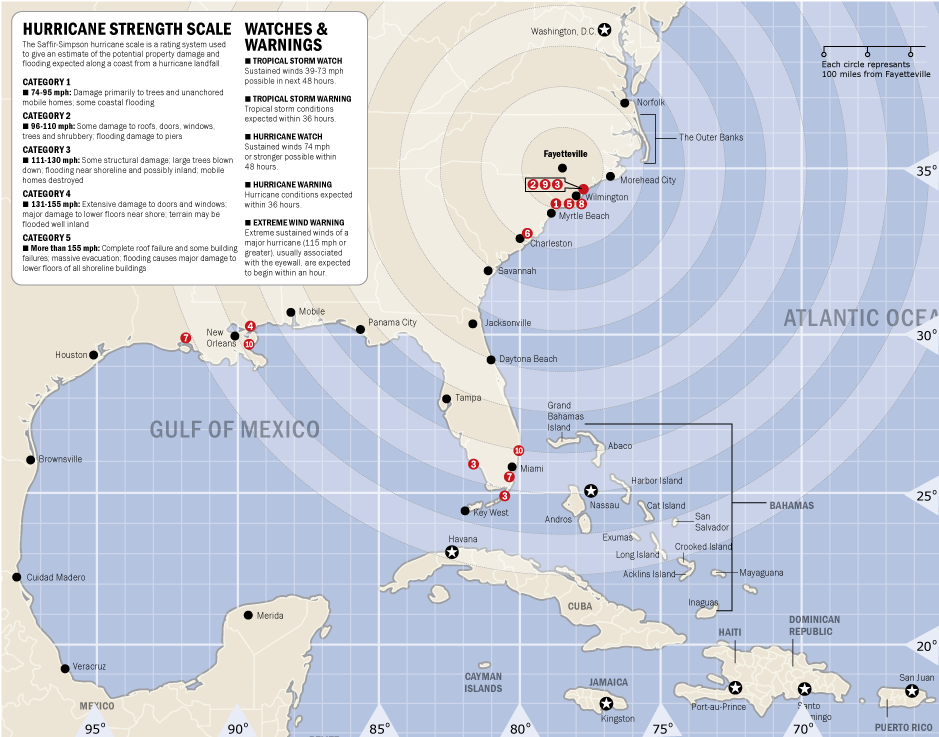 HURRICANE STRENGTH SCALE
The Saffir-Simpson hurricane scale is a rating system used
to give an estimate of the potential property damage and
flooding expected along a coast from a hurricane landfall.
CATEGORY 1
■ 74-95 mph: Damage primarily to trees and unanchored
mobile homes; some coastal flooding
CATEGORY 2
■ 96-110 mph: Some damage to roofs, doors, windows,
trees and shrubbery; flooding damage to piers
CATEGORY 3
■ 111-130 mph: Some structural damage; large trees blown
down; flooding near shoreline and possibly inland; mobile
homes destroyed
CATEGORY 4
■ 131-155 mph: Extensive damage to doors and windows;
major damage to lower floors near shore; terrain may be
flooded well inland
CATEGORY 5
■ More than 155 mph: Complete roof failure and some building
failures; massive evacuation; flooding causes major damage to
lower floors of all shoreline buildings
WATCHES &
WARNINGS
■ TROPICAL STORM WATCH
Sustained winds 39-73 mph
possible in next 48 hours.
■ TROPICAL STORM WARNING
Tropical storm conditions
expected within 36 hours.
■ HURRICANE WATCH
Sustained winds 74 mph
or stronger possible within
48 hours.
■ HURRICANE WARNING
Hurricane conditions expected
within 36 hours.
■ EXTREME WIND WARNING
Extreme sustained winds of a
major hurricane (115 mph or
greater), usually associated
with the eyewall, are expected
to begin within an hour.
Washington, D.C.
Each circle represants
100 miles from Fayetteville
Norfolk
The Outer Banks
Fayetteville
35°
Morehead City
2 9 3
Wilmington
1 5 8
Myrtle Beach
6
Charleston
Savannah
ATLANTIC OCEA
Mobile
Panama City
Jacksonville
4
New
Orleans
7
10
30°
Houston
Daytona Beach
Tampa
Grand
Bahamas
Island
GULF OF MEXICO
Abaco
10
Brownsville
3
Miami
7
Harbor Island
3
25°
Key West
Nassau
Cat Island
BAHAMAS
Andros
San
Salvador
Exumas
Havana
Crooked Island
Long Island
Cuidad Madero
Acklins Island
Mayaguana
CUBA
Inaguas
Merida
HAITI
DOMINICAN
REPUBLIC
20°
Veracruz
CAYMAN
ISLANDS
JAMAICA
San Juan
MEXICO
Kingston
Port-au-Prince
Santo
mingo
PUERTO RICO
95°
90°
85°
80°
75°
70°